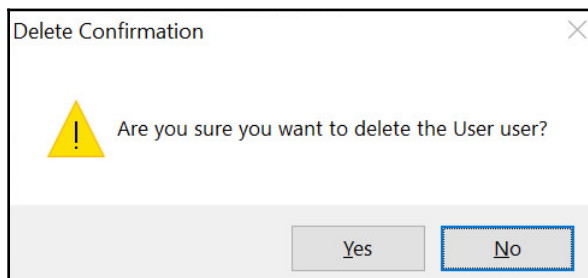 Delete Confirmation
Are you sure you want to delete the User user?
Yes
No